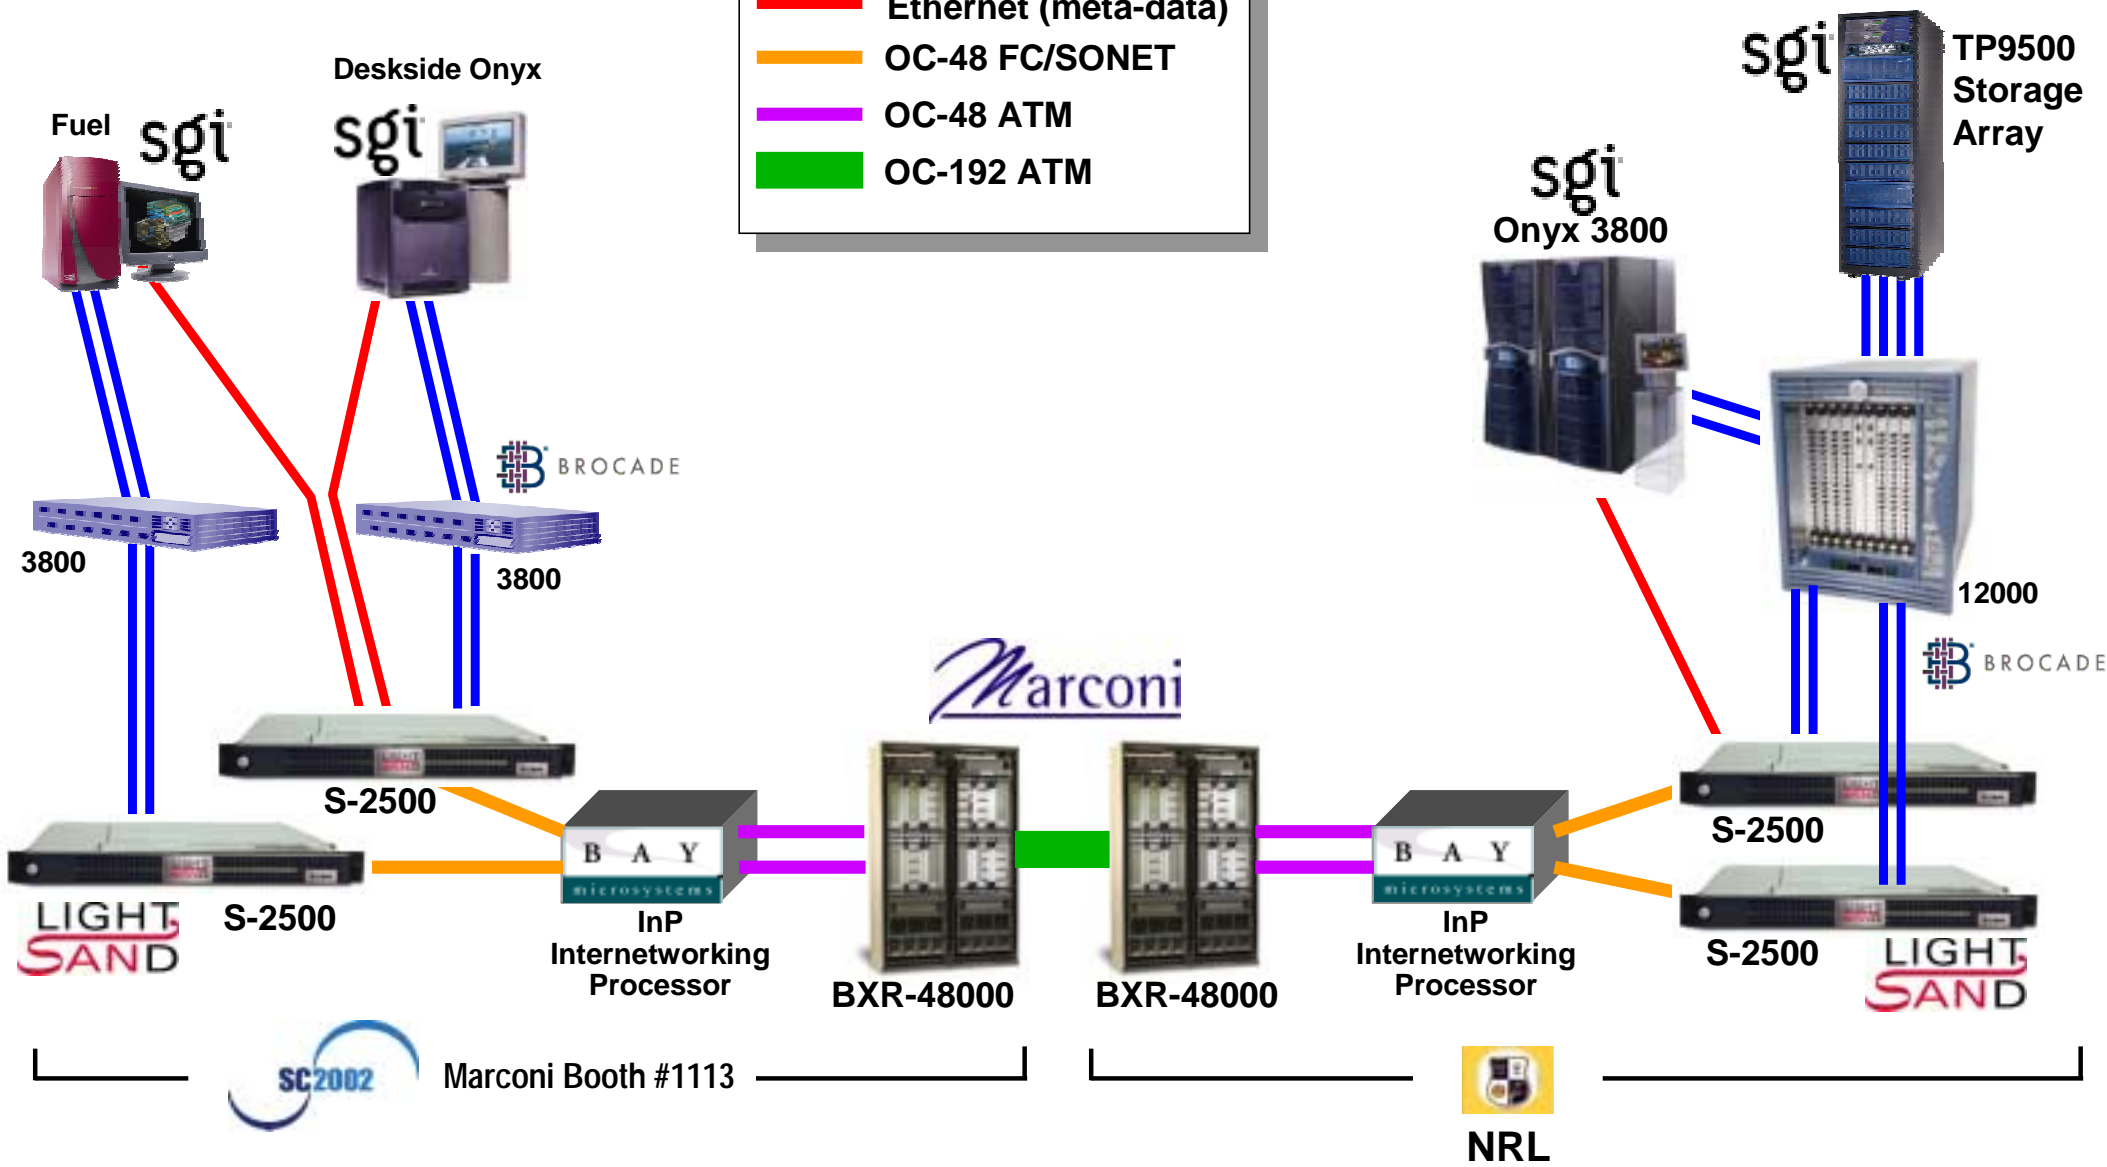 Ethernet (meta-data)
OC-48 FC/SONET
OC-48 ATM
OC-192 ATM
Deskside Onyx
sgi
Fuel
sgi
sgi
TP9500
Storage
Array
sgi
Onyx 3800
BROCADE
3800
3800
12000
BROCADE
Marconi
S-2500
S-2500
LIGHT
SAND
BAY
microsystems
InP
Internetworking
Processor
BXR-48000
BXR-48000
BAY
microsystems
InP
Internetworking
Processor
S-2500
S-2500
LIGHT
SAND
SC2002
Marconi Booth #1113
NRL